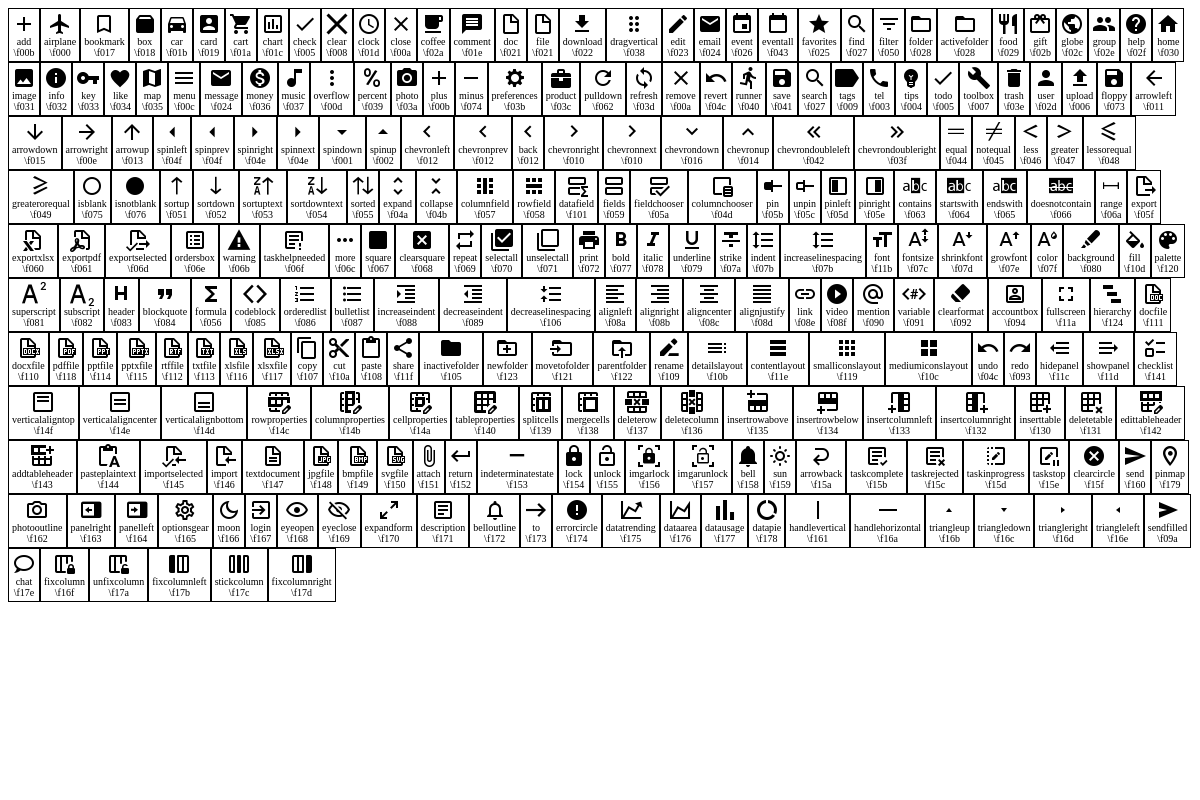 add airplane bookmark box car card cart chart check clear clock close coffee comment doc file download dragvertical edit email event eventall favorites find filter folder activefolder food gift globe group help home
\f00b \f000 \f017 \f018 \f01b \f019 \f01a \f01c \f005 \f008 \f01d \f00a \f02a \f01e \f021 \f021 \f022 \f038 \f023 \f024 \f026 \f043 \f025 \f027 \f050 \f028 \f028 \f029 \f02b \f02c \f02e \f02f \f030
image info key like map menu message money music overflow percent photo plus minus preferences product pulldown refresh remove revert runner save search tags tel tips todo toolbox trash user upload floppy arrowleft
\f031 \f032 \f033 \f034 \f035 \f00c \f024 \f036 \f037 \f00d \f039 \f03a \f00b \f074 \f03b \f03c \f062 \f03d \f00a \f04c \f040 \f041 \f027 \f009 \f003 \f004 \f005 \f007 \f03e \f02d \f006 \f073 \f011
arrowdown arrowright arrowup spinleft spinprev spinright spinnext spindown spinup chevronleft chevronprev back chevronright chevronnext chevrondown chevronup chevrondoubleleft chevrondoubleright equal notequal less greater lessorequal
\f015 \f00e \f013 \f04f \f04f \f04e \f04e \f001 \f002 \f012 \f012 \f012 \f010 \f010 \f016 \f014 \f042 \f03f \f044 \f045 \f046 \f047 \f048
greaterorequal isblank isnotblank sortup sortdown sortuptext sortdowntext sorted expand collapse columnfield rowfield datafield fields fieldchooser columnchooser pin unpin pinleft pinright contains startswith endswith doesnotcontain range export
\f049 \f075 \f076 \f051 \f052 \f053 \f054 \f055 \f04a \f04b \f057 \f058 \f101 \f059 \f05a \f04d \f05b \f05c \f05d \f05e \f063 \f064 \f065 \f066 \f06a \f05f
exportxlsx exportpdf exportselected ordersbox warning taskhelpneeded more square clearsquare repeat selectall unselectall print bold italic underline strike indent increaselinespacing font fontsize shrinkfont growfont color background fill palette
\f060 \f061 \f06d \f06e \f06b \f06f \f06c \f067 \f068 \f069 \f070 \f071 \f072 \f077 \f078 \f079 \f07a \f07b \f07b \f11b \f07c \f07d \f07e \f07f \f080 \f10d \f120
superscript subscript header blockquote formula codeblock orderedlist bulletlist increaseindent decreaseindent decreaselinespacing alignleft alignright aligncenter alignjustify link video mention variable clearformat accountbox fullscreen hierarchy docfile
\f081 \f082 \f083 \f084 \f056 \f085 \f086 \f087 \f088 \f089 \f106 \f08a \f08b \f08c \f08d \f08e \f08f \f090 \f091 \f092 \f094 \f11a \f124 \f111
docxfile pdffile pptfile pptxfile rtffile txtfile xlsfile xlsxfile copy cut paste share inactivefolder newfolder movetofolder parentfolder rename detailslayout contentlayout smalliconslayout mediumiconslayout undo redo hidepanel showpanel checklist
\f110 \f118 \f114 \f115 \f112 \f113 \f116 \f117 \f107 \f10a \f108 \f11f \f105 \f123 \f121 \f122 \f109 \f10b \f11e \f119 \f10c \f04c \f093 \f11c \f11d \f141
verticalaligntop verticalaligncenter verticalalignbottom rowproperties columnproperties cellproperties tableproperties splitcells mergecells deleterow deletecolumn insertrowabove insertrowbelow insertcolumnleft insertcolumnright inserttable deletetable edittableheader
\f14f \f14e \f14d \f14c \f14b \f14a \f140 \f139 \f138 \f137 \f136 \f135 \f134 \f133 \f132 \f130 \f131 \f142
addtableheader pasteplaintext importselected import textdocument jpgfile bmpfile svgfile attach return indeterminatestate lock unlock imgarlock imgarunlock bell sun arrowback taskcomplete taskrejected taskinprogress taskstop clearcircle send pinmap
\f143 \f144 \f145 \f146 \f147 \f148 \f149 \f150 \f151 \f152 \f153 \f154 \f155 \f156 \f157 \f158 \f159 \f15a \f15b \f15c \f15d \f15e \f15f \f160 \f179
photooutline panelright panelleft optionsgear moon login eyeopen eyeclose expandform description belloutline to errorcircle datatrending dataarea datausage datapie handlevertical handlehorizontal triangleup triangledown triangleright triangleleft sendfilled
\f162 \f163 \f164 \f165 \f166 \f167 \f168 \f169 \f170 \f171 \f172 \f173 \f174 \f175 \f176 \f177 \f178 \f161 \f16a \f16b \f16c \f16d \f16e \f09a
chat fixcolumn unfixcolumn fixcolumnleft stickcolumn fixcolumnright
\f17e \f16f \f17a \f17b \f17c \f17d